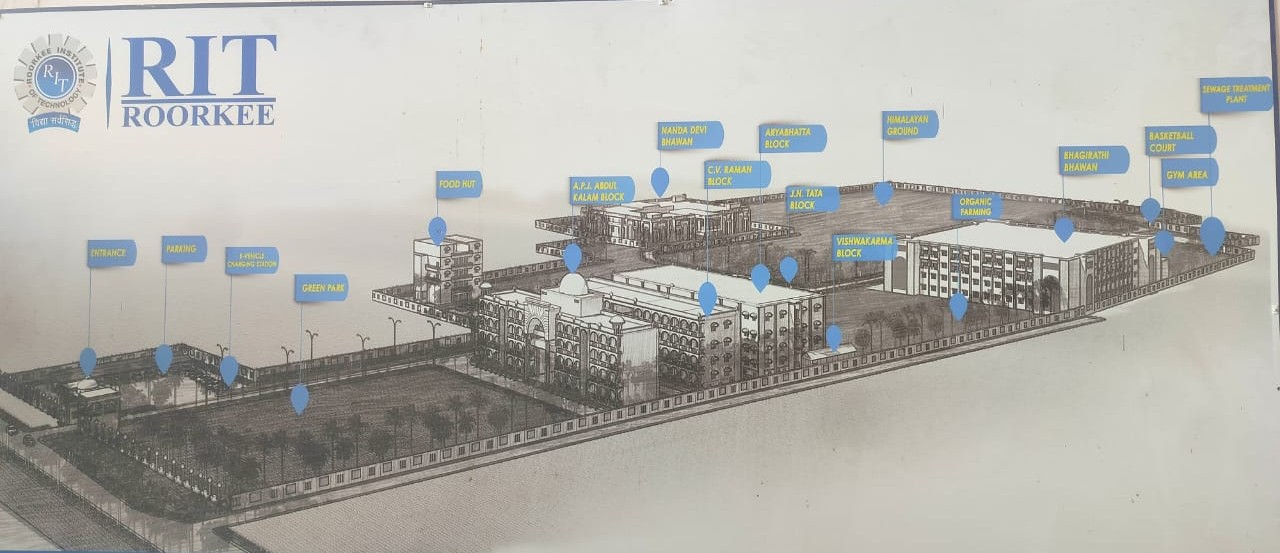 ROORKEE INSTITUTE
OF TECHNOLOGY
RIT
RIT
ROORKEE
SEWAGE TREATMENT
PLANT
HIMALAYAN
GROUND
NANDA DEVI
BHAWAN
ARYABHATTA
BLOCK
BASKETBALL
COURT
BHAGIRATHI
BHAWAN
C.V. RAMAN
BLOCK
GYM AREA
FOOD HUT
A.P.J. ABDUL
KALAM BLOCK
J.N. TATA
BLOCK
ORGANIC
FARMING
VISHWAKARMA
BLOCK
ENTRANCE
PARKING
E-VEHICLE
CHARGING STATION
GREEN PARK